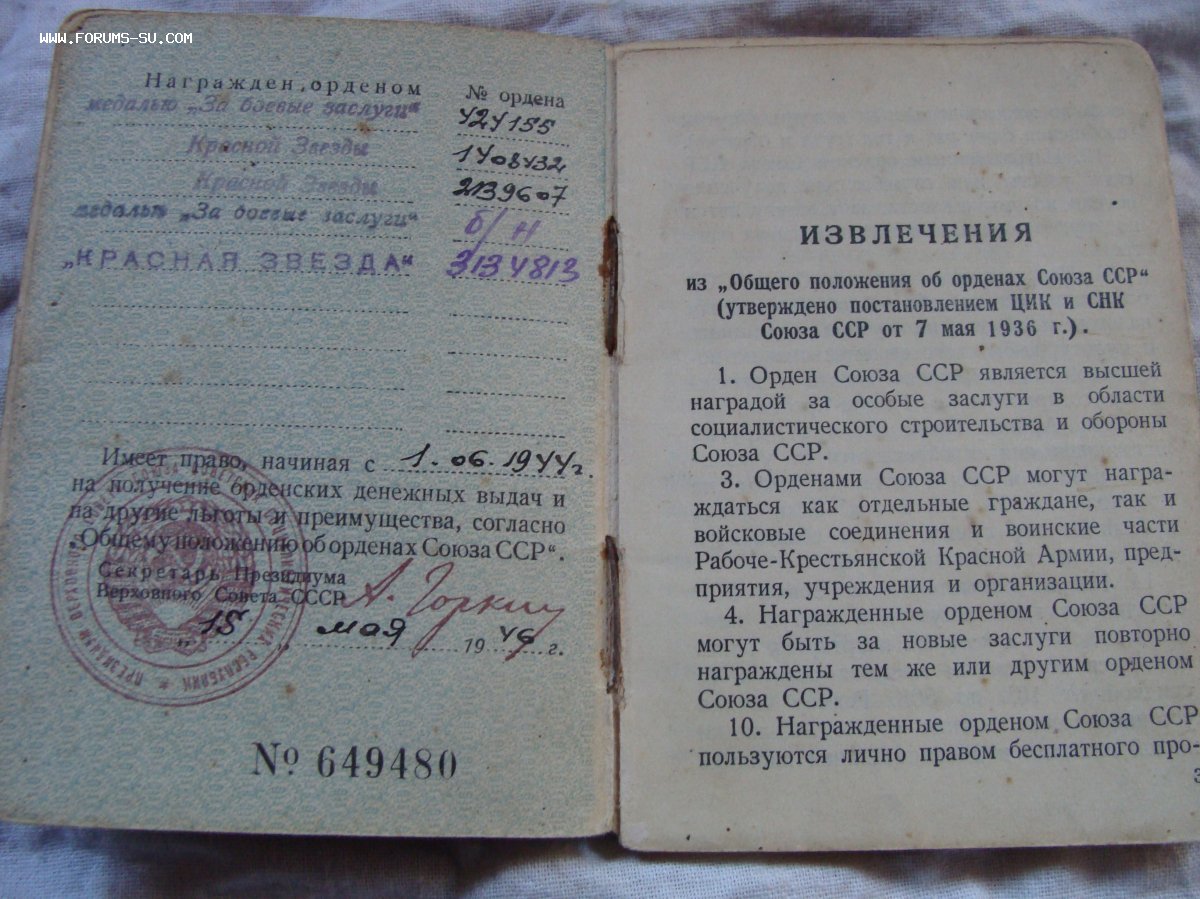 WWW.FORUMS-SU.COM
Награжден орденом № ордена
медалью „За боевые заслуги“ 424155
Красной Звезды 1408432
Красной Звезды 2139607
медалью „За боевые заслуги“ б/н
„КРАСНАЯ ЗВЕЗДА“ 3134813
Имеет право, начиная с 1.06.1944г.
на получение орденских денежных выдач и
на другие льготы и преимущества, согласно
„Общему положению об орденах Союза ССР“.
Секретарь Президиума
Верховного Совета СССР А. Горкин
„15 „ мая 1946 г.
№ 649480
ИЗВЛЕЧЕНИЯ
из „Общего положения об орденах Союза ССР“
(утверждено постановлением ЦИК и СНК
Союза ССР от 7 мая 1936 г.).
1. Орден Союза ССР является высшей
наградой за особые заслуги в области
социалистического строительства и обороны
Союза ССР.
3. Орденами Союза ССР могут награ-
ждаться как отдельные граждане, так и
войсковые соединения и воинские части
Рабоче-Крестьянской Красной Армии, пред-
приятия, учреждения и организации.
4. Награжденные орденом Союза ССР
могут быть за новые заслуги повторно
награждены тем же или другим орденом
Союза ССР.
10. Награжденные орденом Союза ССР
пользуются лично правом бесплатного про-
3